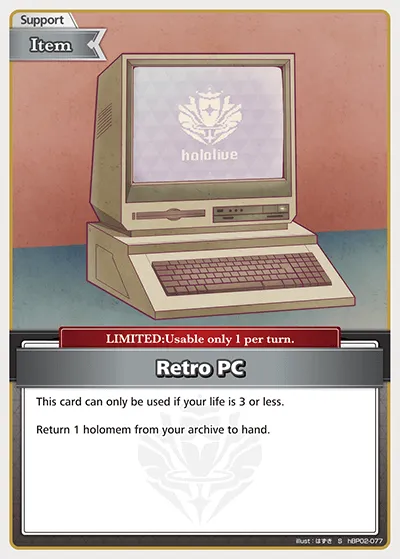 Support
Item
hololive
LIMITED:Usable only 1 per turn.
Retro PC
This card can only be used if your life is 3 or less.
Return 1 holomem from your archive to hand.
illust : はずき S hBP02-077